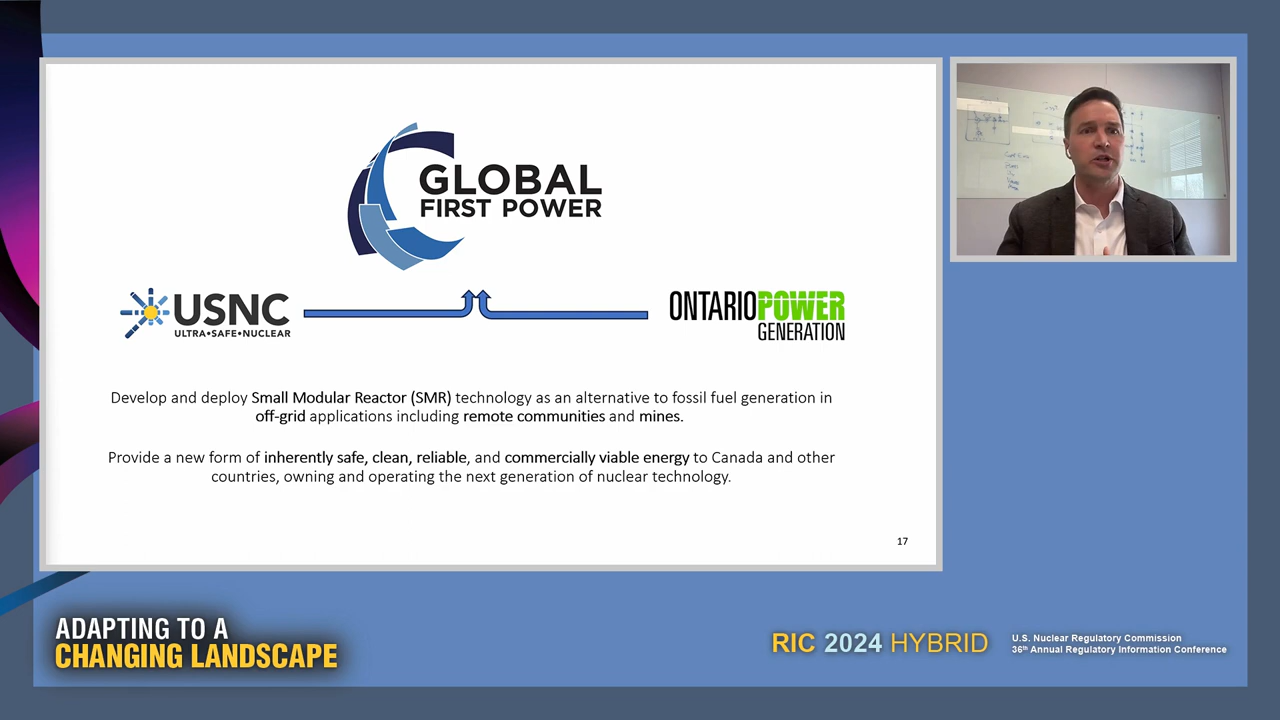 GLOBAL
FIRST POWER
USNC
ULTRA•SAFE•NUCLEAR
ONTARIOPOWER
GENERATION
Develop and deploy Small Modular Reactor (SMR) technology as an alternative to fossil fuel generation in
off-grid applications including remote communities and mines.
Provide a new form of inherently safe, clean, reliable, and commercially viable energy to Canada and other
countries, owning and operating the next generation of nuclear technology.
17
ADAPTING TO A
CHANGING LANDSCAPE
RIC 2024 HYBRID
U.S. Nuclear Regulatory Commission
36th Annual Regulatory Information Conference